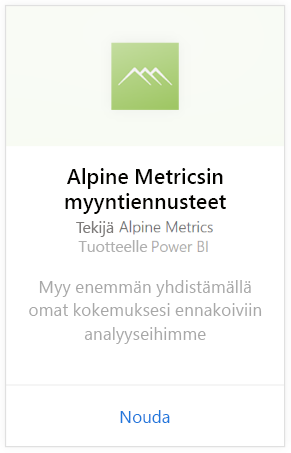 Alpine Metricsin
myyntiennusteet
Tekijä Alpine Metrics
Tuotteelle Power BI
Myy enemmän yhdistämällä
omat kokemuksesi ennakoiviin
analyyseihimme
Nouda